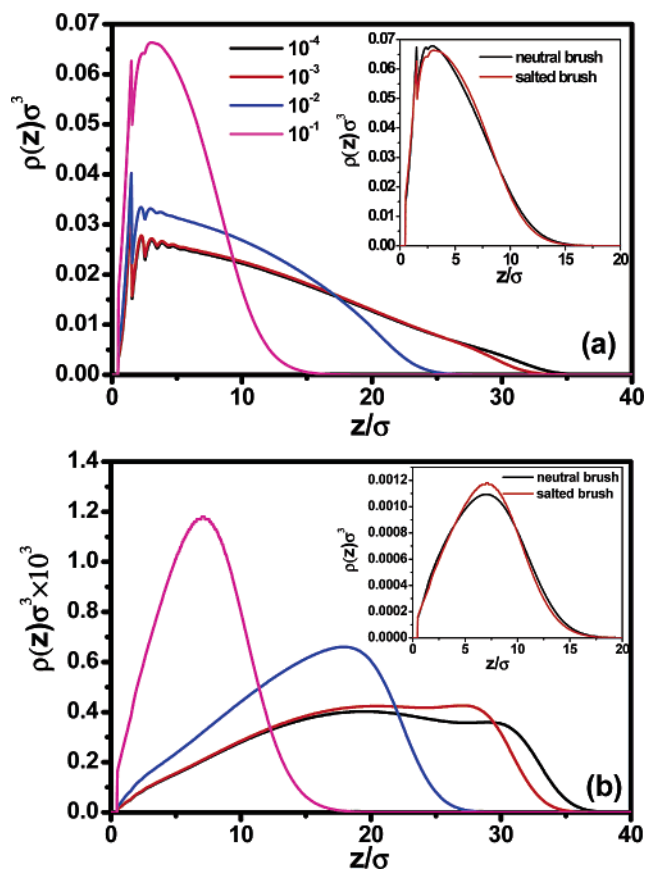 0.07
0.06
0.05
0.04
0.03
0.02
0.01
0.00
ρ(z)σ³
10⁻⁴
10⁻³
10⁻²
10⁻¹
0.07
0.06
0.05
0.04
0.03
0.02
0.01
0.00
ρ(z)σ³
neutral brush
salted brush
0 5 10 15 20
z/σ
(a)
0 10 20 30 40
z/σ
1.4
1.2
1.0
0.8
0.6
0.4
0.2
0.0
ρ(z)σ³×10³
0.0012
0.0010
0.0008
0.0006
0.0004
0.0002
0.0000
ρ(z)σ³
neutral brush
salted brush
0 5 10 15 20
z/σ
(b)
0 10 20 30 40
z/σ